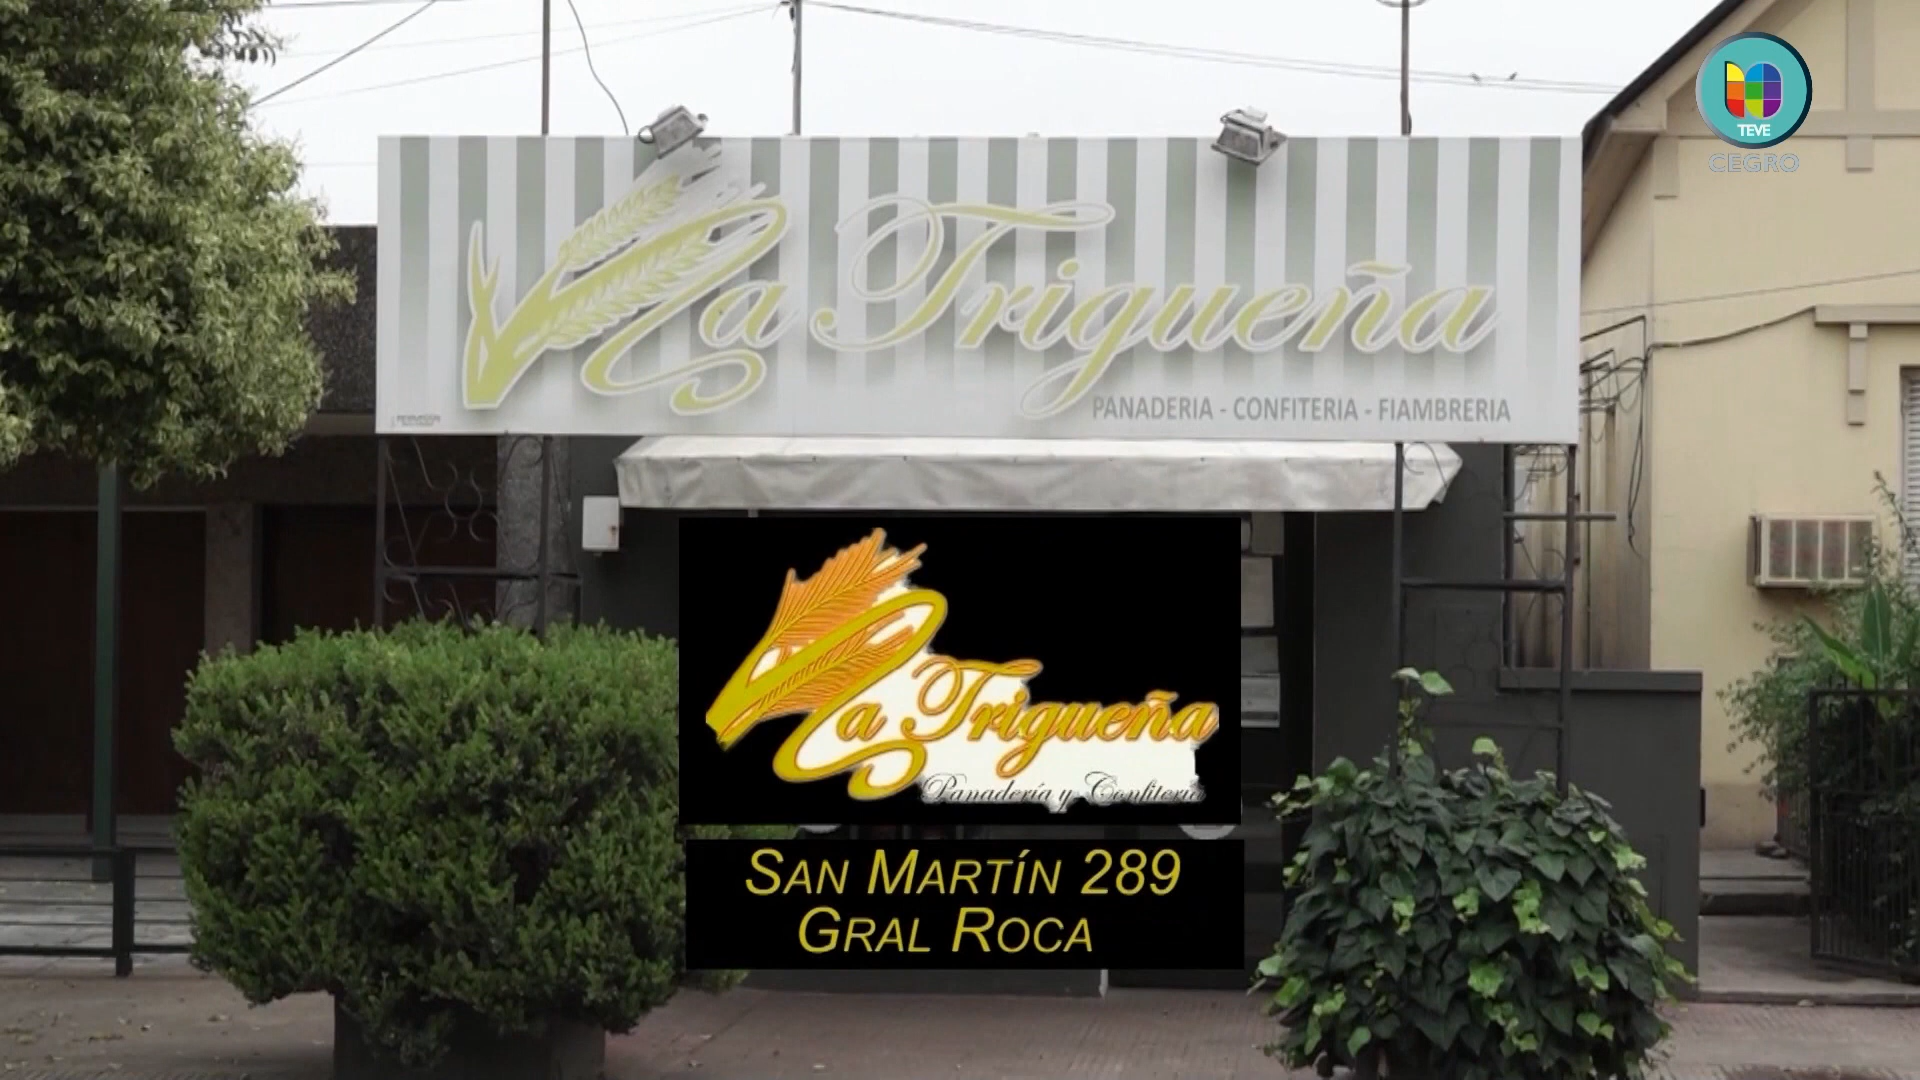 TEVE
CEGRO
La Trigueña
PANADERIA - CONFITERIA - FIAMBRERIA
La Trigueña
Panadería y Confitería
SAN MARTÍN 289
GRAL ROCA